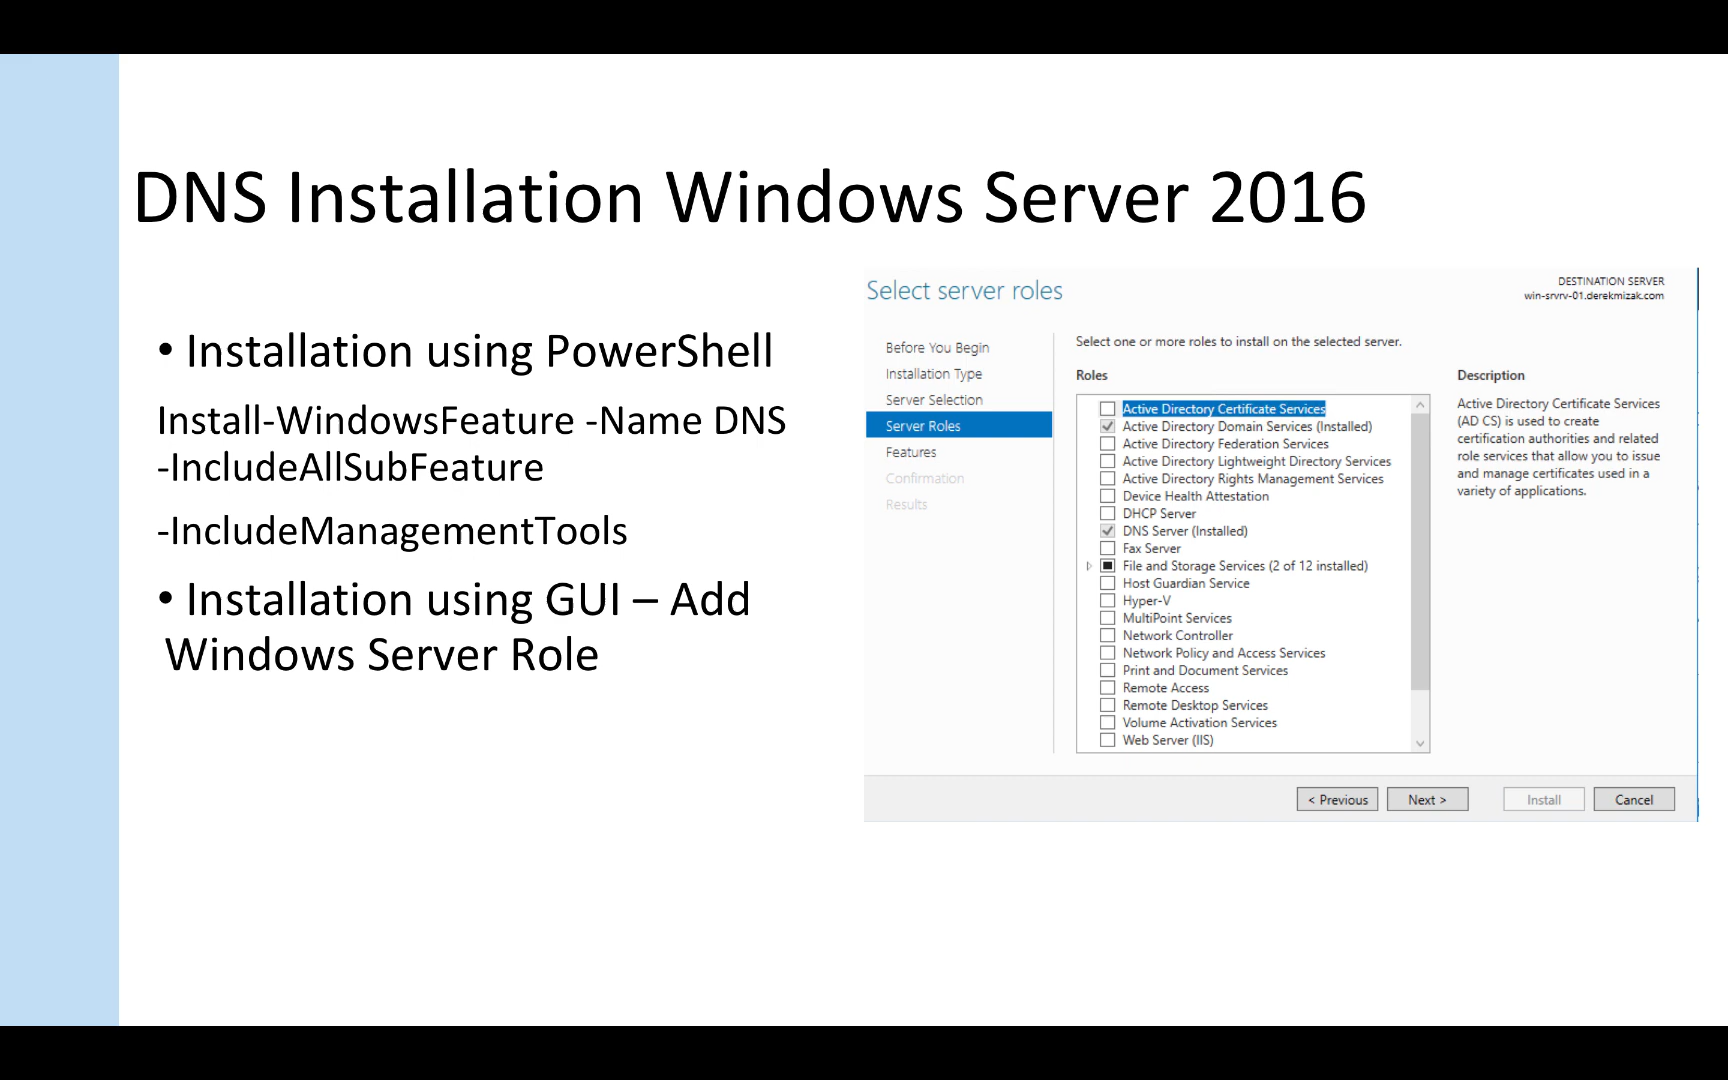 DNS Installation Windows Server 2016
• Installation using PowerShell
Install-WindowsFeature -Name DNS
-IncludeAllSubFeature
-IncludeManagementTools
• Installation using GUI – Add
Windows Server Role
Select server roles
DESTINATION SERVER
win-srvrv-01.derekmizak.com
Before You Begin
Installation Type
Server Selection
Server Roles
Features
Confirmation
Results
Select one or more roles to install on the selected server.
Roles
Active Directory Certificate Services
Active Directory Domain Services (Installed)
Active Directory Federation Services
Active Directory Lightweight Directory Services
Active Directory Rights Management Services
Device Health Attestation
DHCP Server
DNS Server (Installed)
Fax Server
File and Storage Services (2 of 12 installed)
Host Guardian Service
Hyper-V
MultiPoint Services
Network Controller
Network Policy and Access Services
Print and Document Services
Remote Access
Remote Desktop Services
Volume Activation Services
Web Server (IIS)
Description
Active Directory Certificate Services
(AD CS) is used to create
certification authorities and related
role services that allow you to issue
and manage certificates used in a
variety of applications.
< Previous
Next >
Install
Cancel